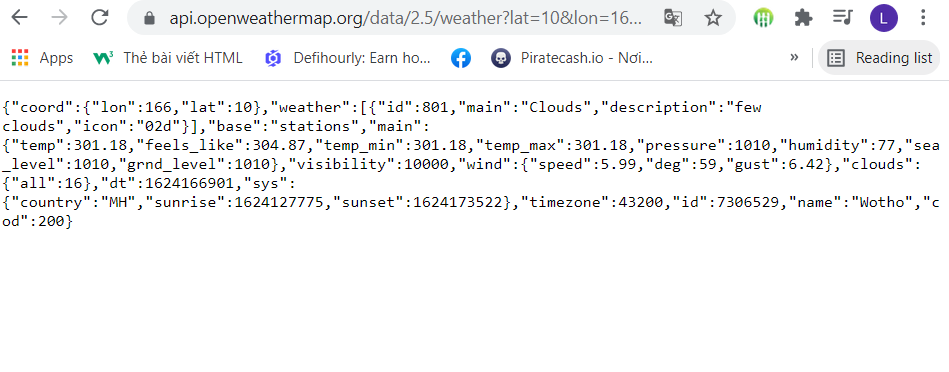 api.openweathermap.org/data/2.5/weather?lat=10&lon=16...
L
Apps
Thẻ bài viết HTML
Defihourly: Earn ho...
Piratecash.io - Nơi...
»
Reading list
{"coord":{"lon":166,"lat":10},"weather":[{"id":801,"main":"Clouds","description":"few
clouds","icon":"02d"}],"base":"stations","main":
{"temp":301.18,"feels_like":304.87,"temp_min":301.18,"temp_max":301.18,"pressure":1010,"humidity":77,"sea
_level":1010,"grnd_level":1010},"visibility":10000,"wind":{"speed":5.99,"deg":59,"gust":6.42},"clouds":
{"all":16},"dt":1624166901,"sys":
{"country":"MH","sunrise":1624127775,"sunset":1624173522},"timezone":43200,"id":7306529,"name":"Wotho","c
od":200}